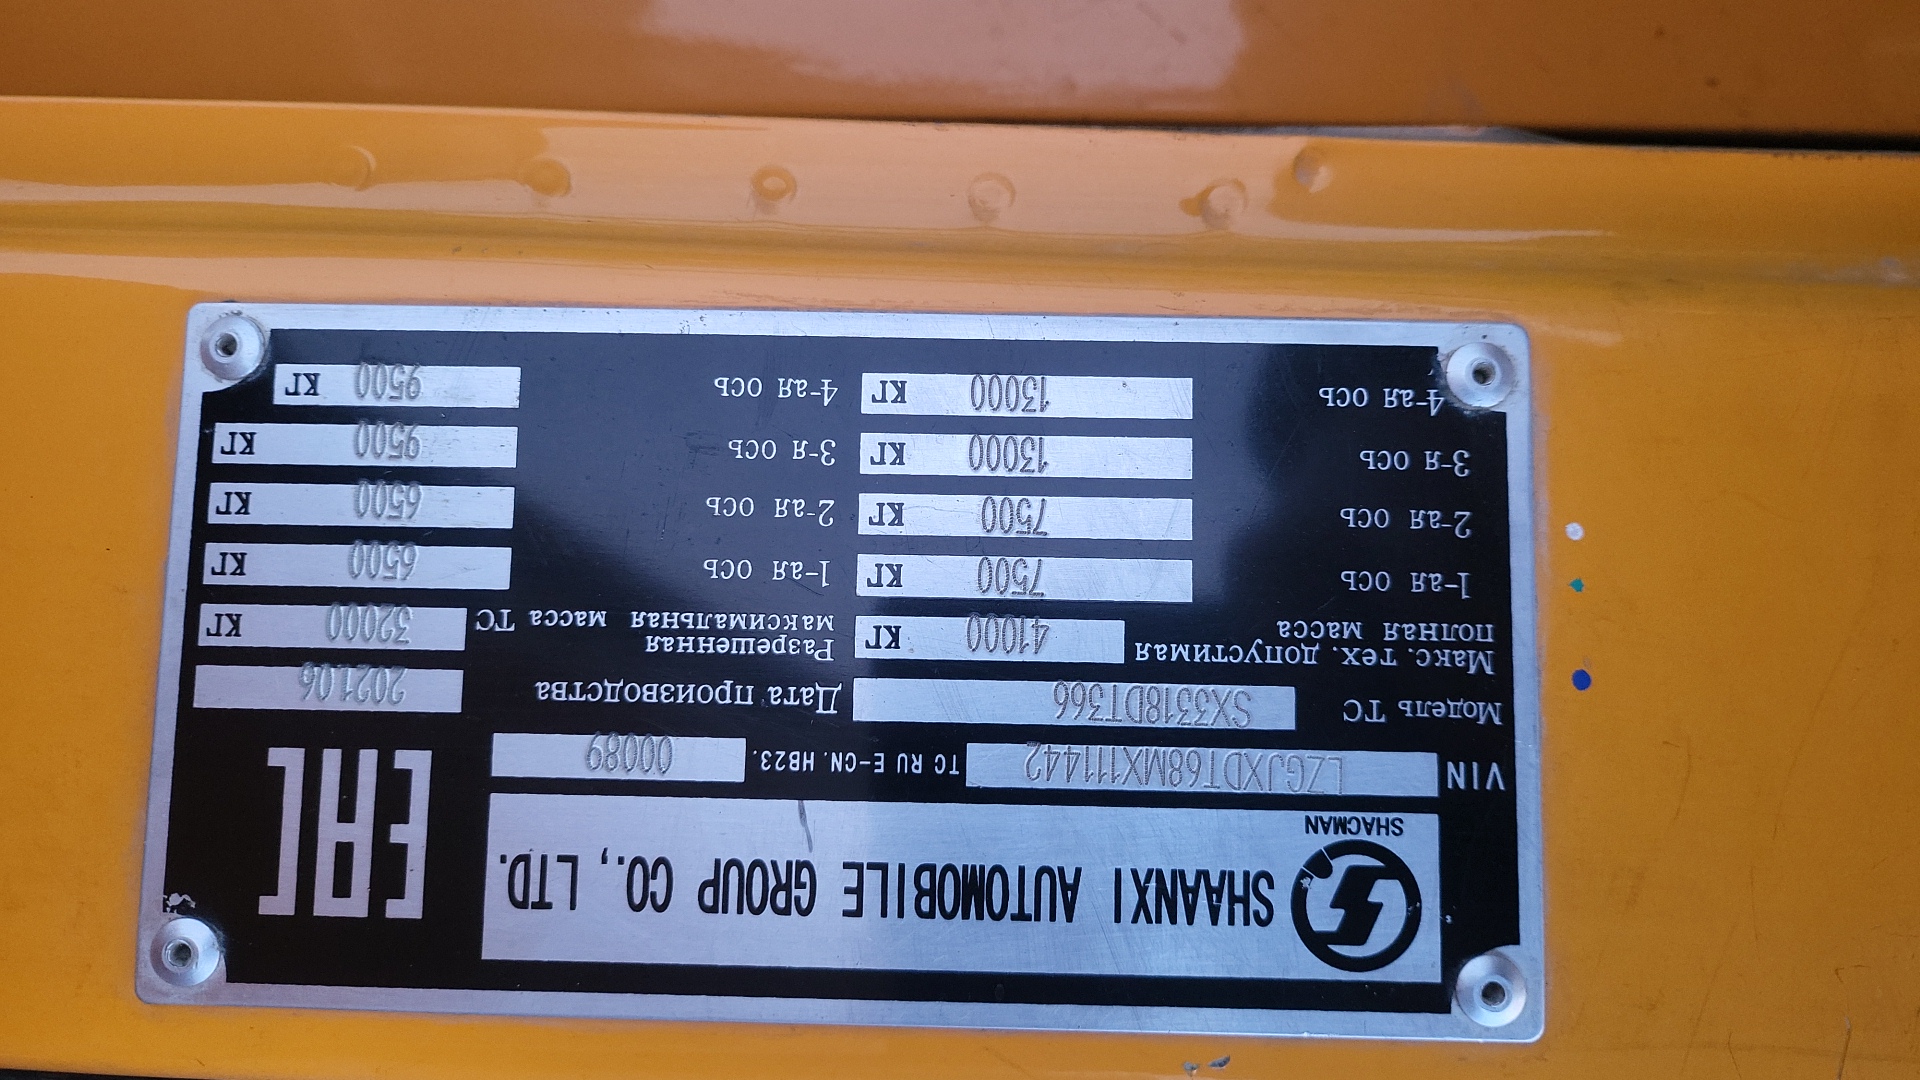 SHACMAN
SHAANXI AUTOMOBILE GROUP CO., LTD.
EAC
VIN LZGJXDT68MX111442 TC RU E-CN. HB23. 00089
Модель ТС SX3318DT366 Дата производства 2021.06
Макс. тех. допустимая полная масса 41000 кг Разрешенная максимальная масса ТС 32000 кг
1-ая ось 7500 кг 1-ая ось 6500 кг
2-ая ось 7500 кг 2-ая ось 6500 кг
3-я ось 13000 кг 3-я ось 9500 кг
4-ая ось 13000 кг 4-ая ось 9500 кг